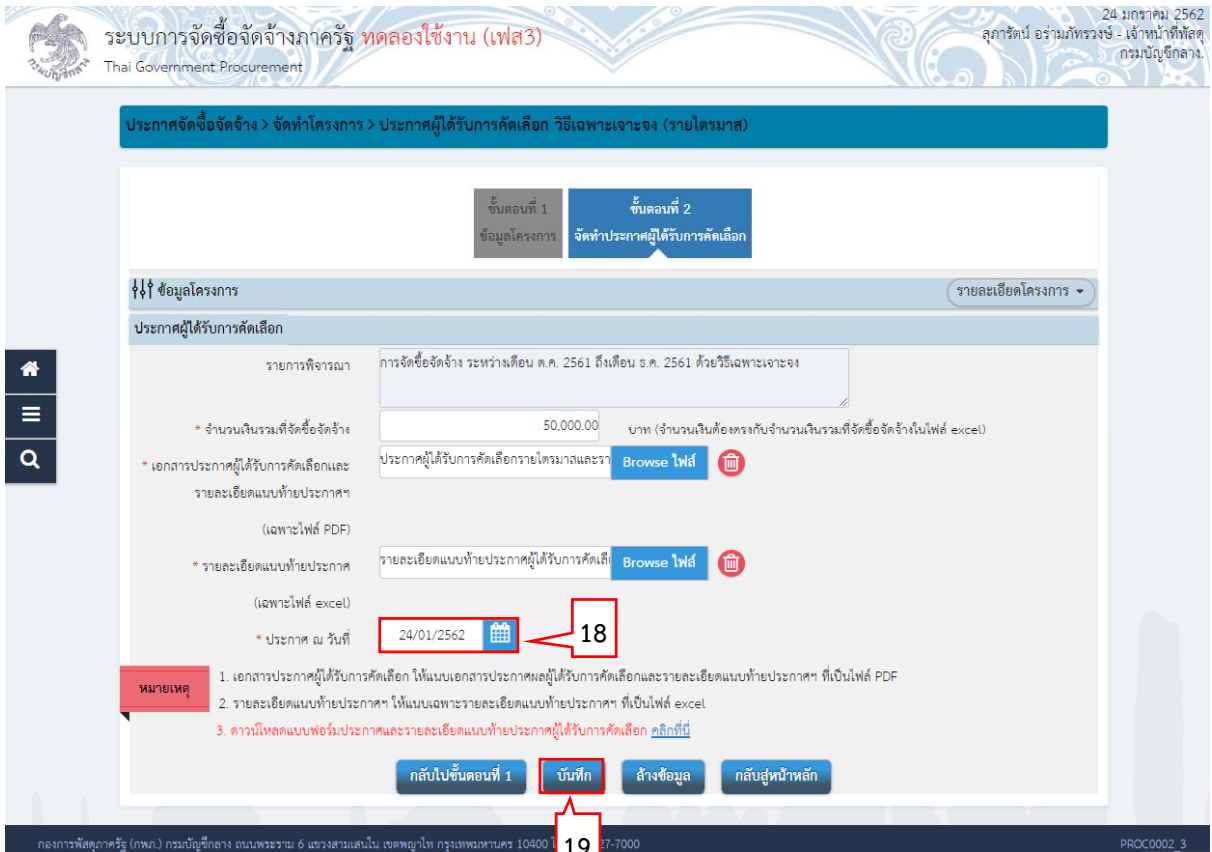 24 มกราคม 2562
ระบบการจัดซื้อจัดจ้างภาครัฐ ทดลองใช้งาน (เฟส3)
สุภารัตน์ อร่ามภัทรวงษ์ - เจ้าหน้าที่พัสดุ
Thai Government Procurement
กรมบัญชีกลาง.
กรมบัญชีกลาง
ประกาศจัดซื้อจัดจ้าง > จัดทำโครงการ > ประกาศผู้ได้รับการคัดเลือก วิธีเฉพาะเจาะจง (รายไตรมาส)
ขั้นตอนที่ 1
ข้อมูลโครงการ
ขั้นตอนที่ 2
จัดทำประกาศผู้ได้รับการคัดเลือก
ข้อมูลโครงการ
รายละเอียดโครงการ
ประกาศผู้ได้รับการคัดเลือก
รายการพิจารณา
การจัดซื้อจัดจ้าง ระหว่างเดือน ต.ค. 2561 ถึงเดือน ธ.ค. 2561 ด้วยวิธีเฉพาะเจาะจง
* จำนวนเงินรวมที่จัดซื้อจัดจ้าง 50,000.00 บาท (จำนวนเงินต้องตรงกับจำนวนเงินรวมที่จัดซื้อจัดจ้างในไฟล์ excel)
* เอกสารประกาศผู้ได้รับการคัดเลือกและ ประกาศผู้ได้รับการคัดเลือกรายไตรมาสและรา Browse ไฟล์
รายละเอียดแนบท้ายประกาศฯ
(เฉพาะไฟล์ PDF)
* รายละเอียดแนบท้ายประกาศ รายละเอียดแนบท้ายประกาศผู้ได้รับการคัดเลื Browse ไฟล์
(เฉพาะไฟล์ excel)
* ประกาศ ณ วันที่ 24/01/2562 18
หมายเหตุ
1. เอกสารประกาศผู้ได้รับการคัดเลือก ให้แนบเอกสารประกาศผลผู้ได้รับการคัดเลือกและรายละเอียดแนบท้ายประกาศฯ ที่เป็นไฟล์ PDF
2. รายละเอียดแนบท้ายประกาศฯ ให้แนบเฉพาะรายละเอียดแนบท้ายประกาศฯ ที่เป็นไฟล์ excel
3. ดาวน์โหลดแบบฟอร์มประกาศและรายละเอียดแนบท้ายประกาศผู้ได้รับการคัดเลือก คลิกที่นี่
กลับไปขั้นตอนที่ 1 บันทึก ล้างข้อมูล กลับสู่หน้าหลัก
กองการพัสดุภาครัฐ (กพภ.) กรมบัญชีกลาง ถนนพระราม 6 แขวงสามเสนใน เขตพญาไท กรุงเทพมหานคร 10400 27-7000 PROC0002_3
19